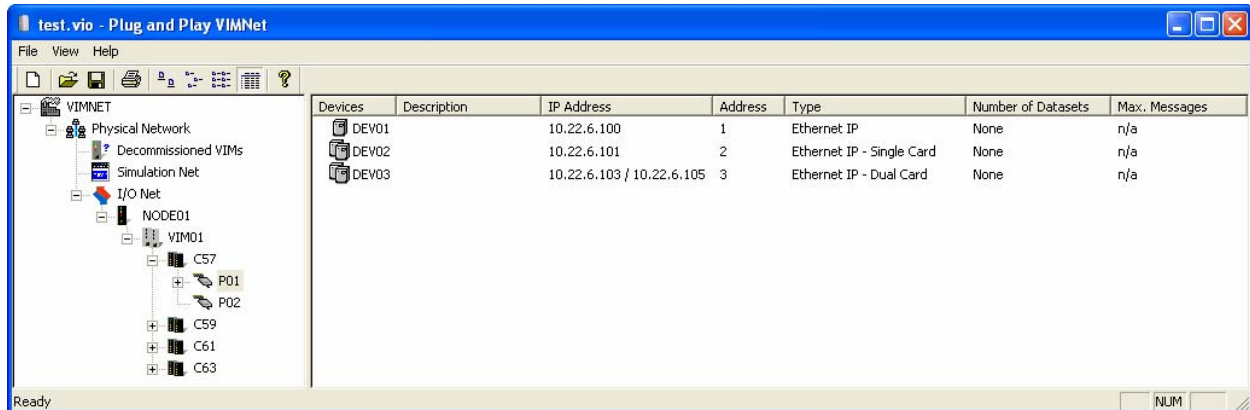 test.vio - Plug and Play VIMNet
File View Help
VIMNET
Physical Network
Decommissioned VIMs
Simulation Net
I/O Net
NODE01
VIM01
C57
P01
P02
C59
C61
C63
Devices Description IP Address Address Type Number of Datasets Max. Messages
DEV01 10.22.6.100 1 Ethernet IP None n/a
DEV02 10.22.6.101 2 Ethernet IP - Single Card None n/a
DEV03 10.22.6.103 / 10.22.6.105 3 Ethernet IP - Dual Card None n/a
Ready NUM